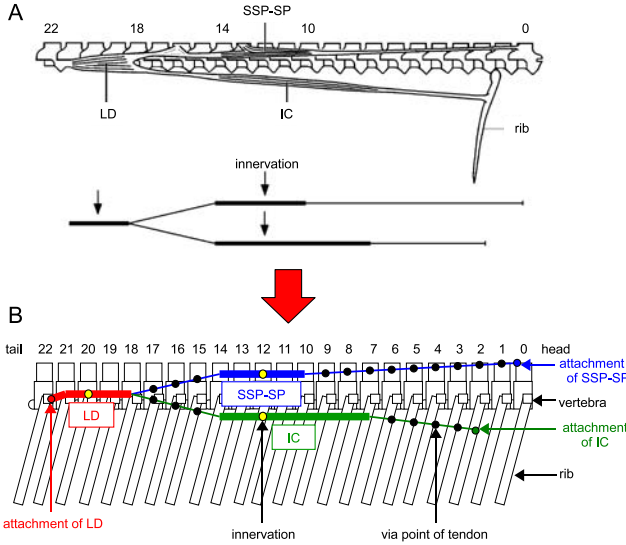 A
SSP-SP
22 14 12 10 0
LD
IC
rib
innervation
B
tail 22 21 20 19 18 17 16 15 14 13 12 11 10 9 8 7 6 5 4 3 2 1 0 head
attachment
of SSP-SP
SSP-SP
vertebra
LD
IC
attachment
of IC
rib
attachment of LD
innervation
via point of tendon